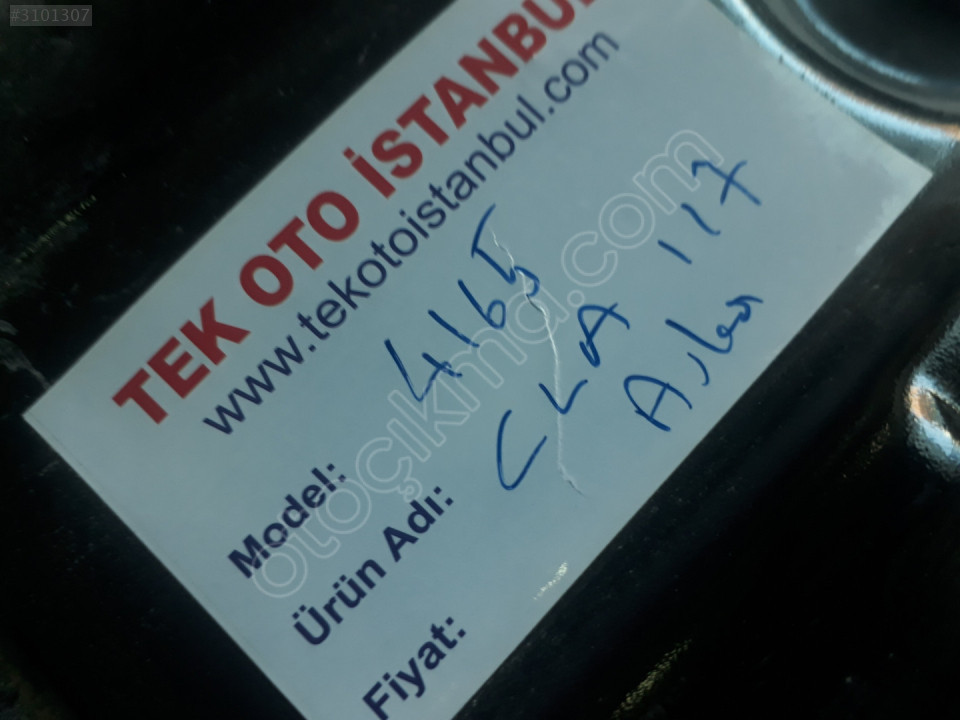 #3101307
TEK OTO İSTANBUL
www.tekotoistanbul.com
4165
Model: CLA 117
Ürün Adı:
Fiyat:
otoçıkma.com